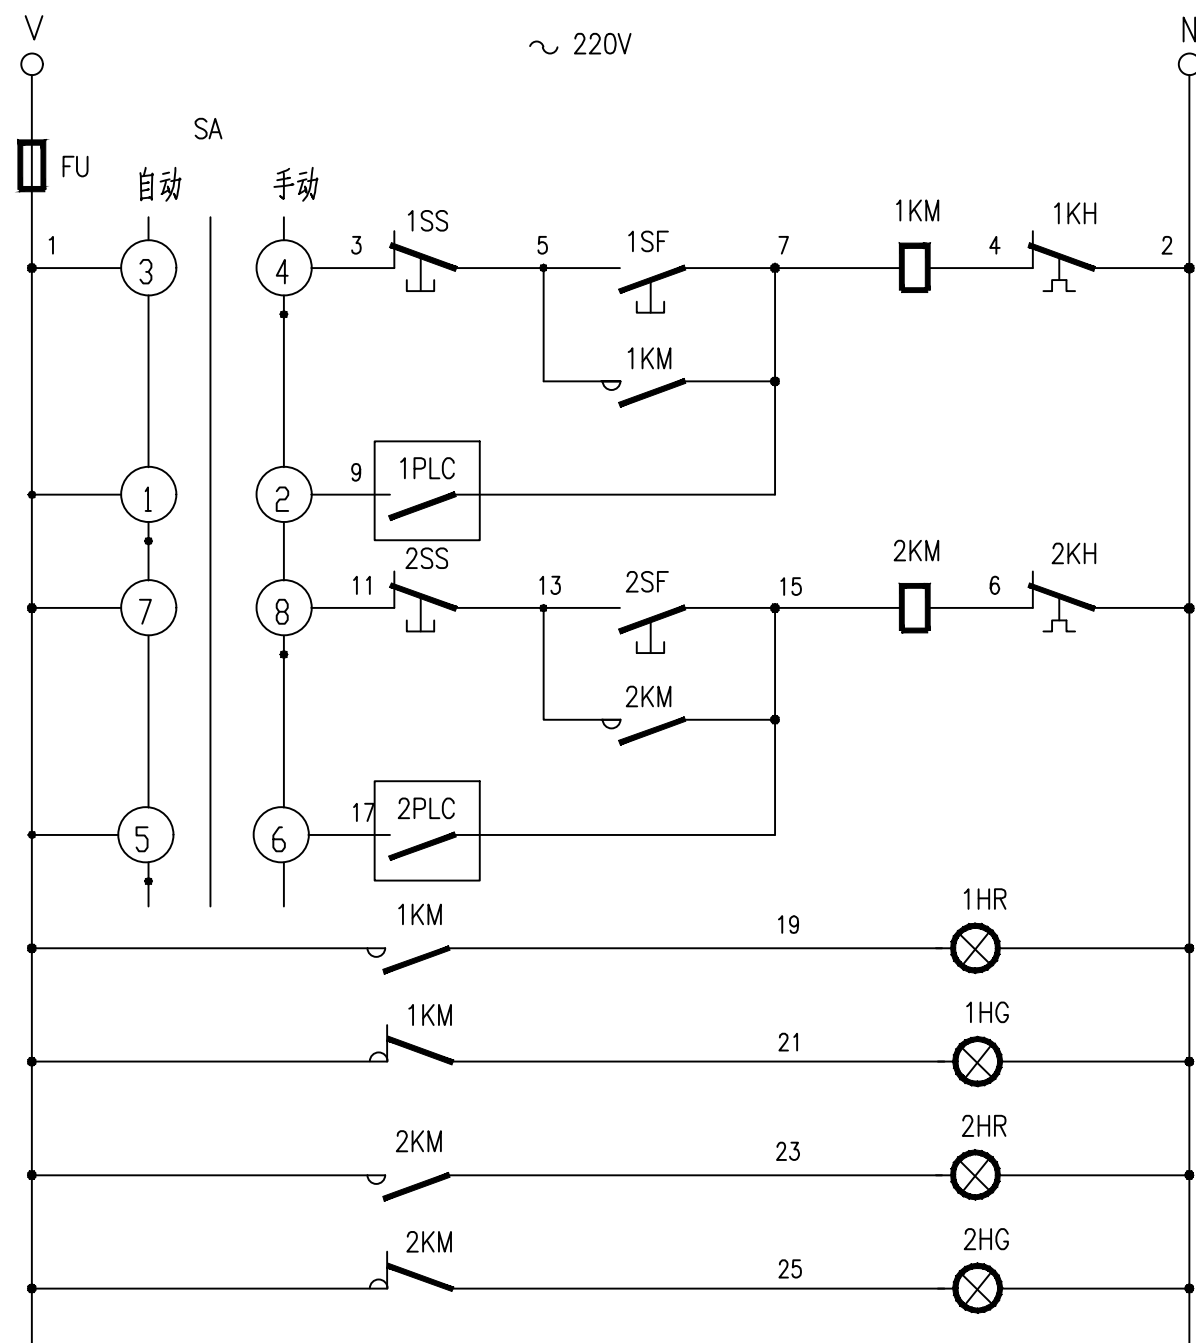 V
～ 220V
N
SA
FU
自动
手动
1
3
4
3
1SS
5
1SF
7
1KM
4
1KH
2
1KM
1
2
9
1PLC
7
8
11
2SS
13
2SF
15
2KM
6
2KH
2KM
5
6
17
2PLC
1KM
19
1HR
1KM
21
1HG
2KM
23
2HR
2KM
25
2HG